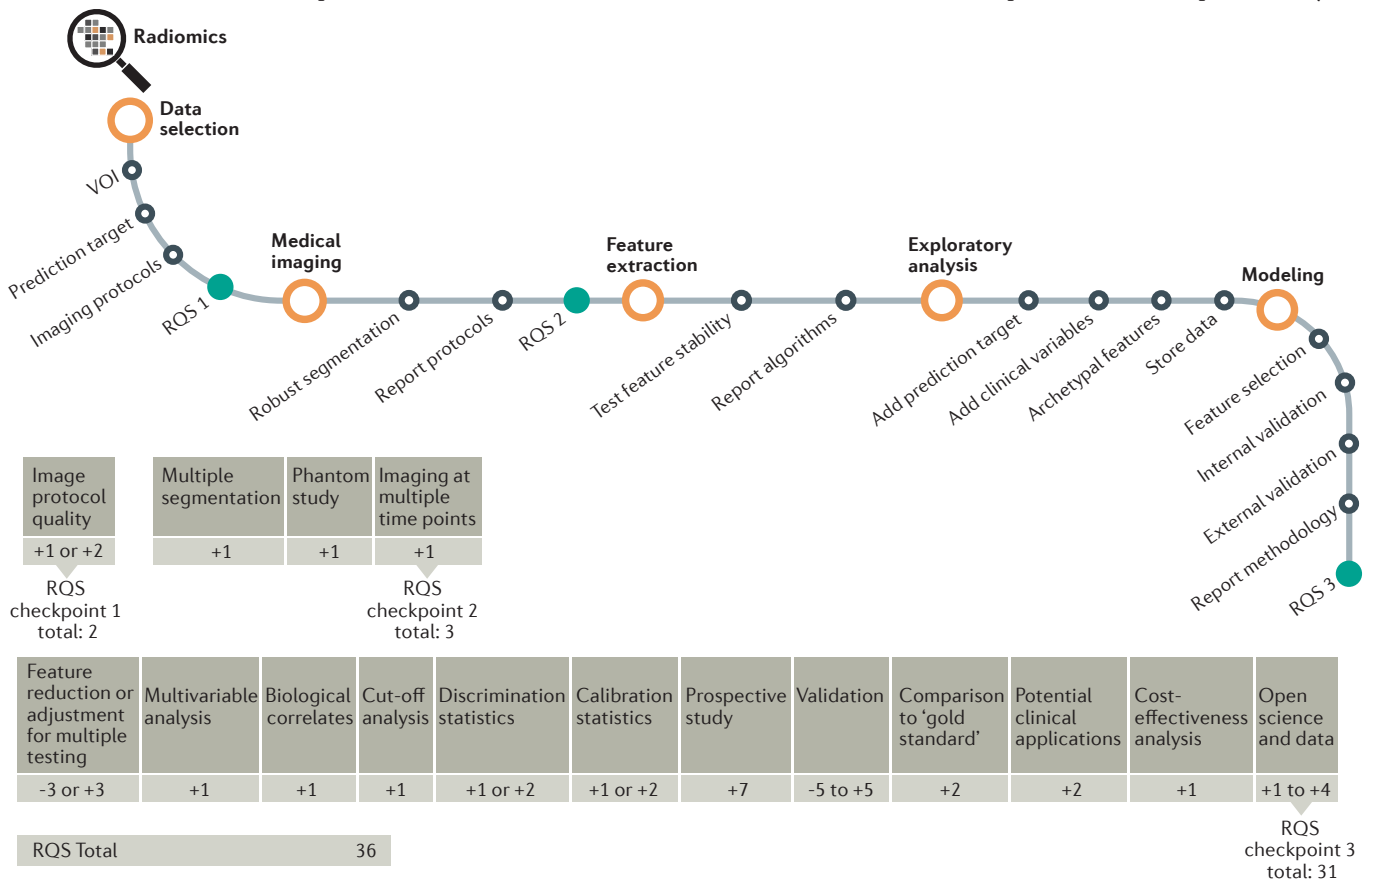 Radiomics
Data
selection
VOI
Prediction target
Imaging protocols
RQS 1
Medical
imaging
Robust segmentation
Report protocols
RQS 2
Feature
extraction
Test feature stability
Report algorithms
Exploratory
analysis
Add prediction target
Add clinical variables
Archetypal features
Store data
Modeling
Feature selection
Internal validation
External validation
Report methodology
RQS 3
Image
protocol
quality
+1 or +2
RQS
checkpoint 1
total: 2
Multiple
segmentation
+1
Phantom
study
+1
Imaging at
multiple
time points
+1
RQS
checkpoint 2
total: 3
Feature
reduction or
adjustment
for multiple
testing
-3 or +3
Multivariable
analysis
+1
Biological
correlates
+1
Cut-off
analysis
+1
Discrimination
statistics
+1 or +2
Calibration
statistics
+1 or +2
Prospective
study
+7
Validation
-5 to +5
Comparison
to ‘gold
standard’
+2
Potential
clinical
applications
+2
Cost-
effectiveness
analysis
+1
Open
science
and data
+1 to +4
RQS
checkpoint 3
total: 31
RQS Total 36